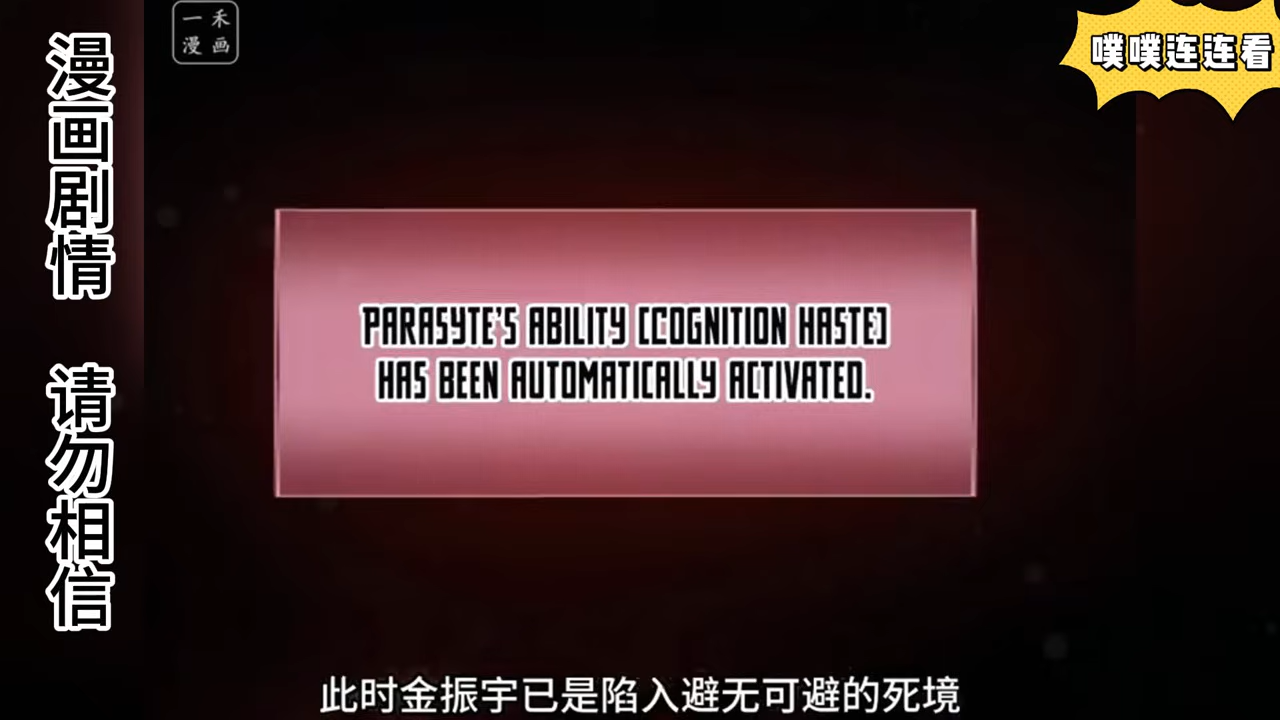 漫画剧情 请勿相信
一禾
漫画
噗噗连连看
PARASYTE'S ABILITY [COGNITION HASTE]
HAS BEEN AUTOMATICALLY ACTIVATED.
此时金振宇已是陷入避无可避的死境